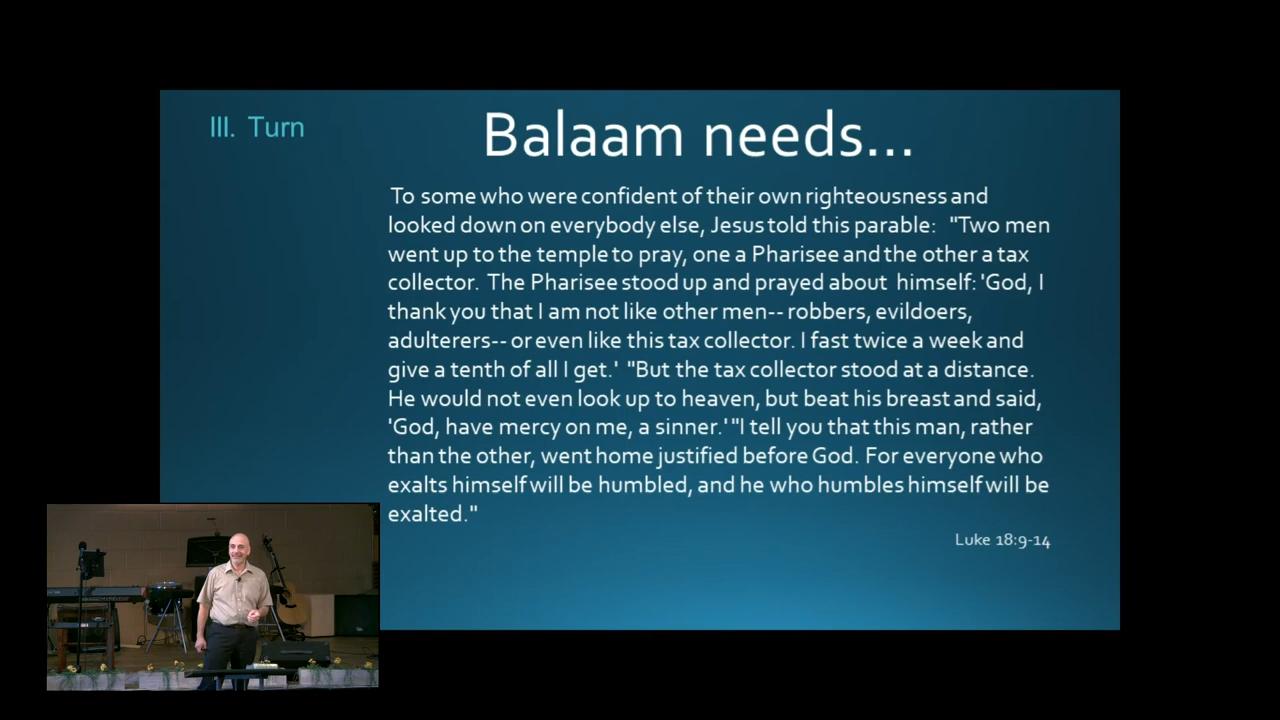 III. Turn
Balaam needs...
To some who were confident of their own righteousness and
looked down on everybody else, Jesus told this parable: "Two men
went up to the temple to pray, one a Pharisee and the other a tax
collector. The Pharisee stood up and prayed about himself: 'God, I
thank you that I am not like other men-- robbers, evildoers,
adulterers-- or even like this tax collector. I fast twice a week and
give a tenth of all I get.' "But the tax collector stood at a distance.
He would not even look up to heaven, but beat his breast and said,
'God, have mercy on me, a sinner.' "I tell you that this man, rather
than the other, went home justified before God. For everyone who
exalts himself will be humbled, and he who humbles himself will be
exalted."
Luke 18:9-14